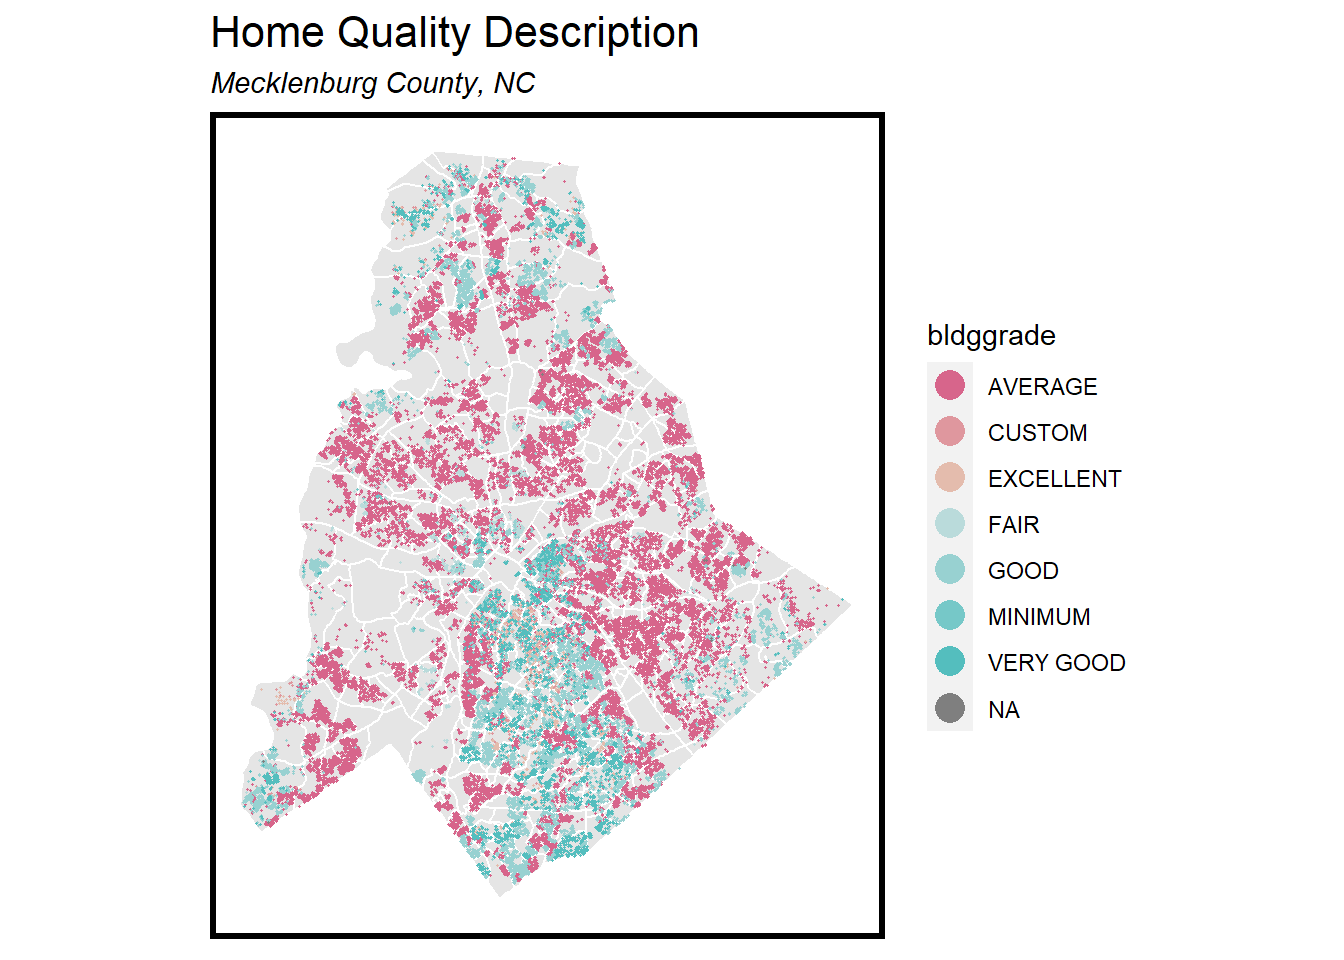 Home Quality Description
Mecklenburg County, NC
bldggrade
AVERAGE
CUSTOM
EXCELLENT
FAIR
GOOD
MINIMUM
VERY GOOD
NA